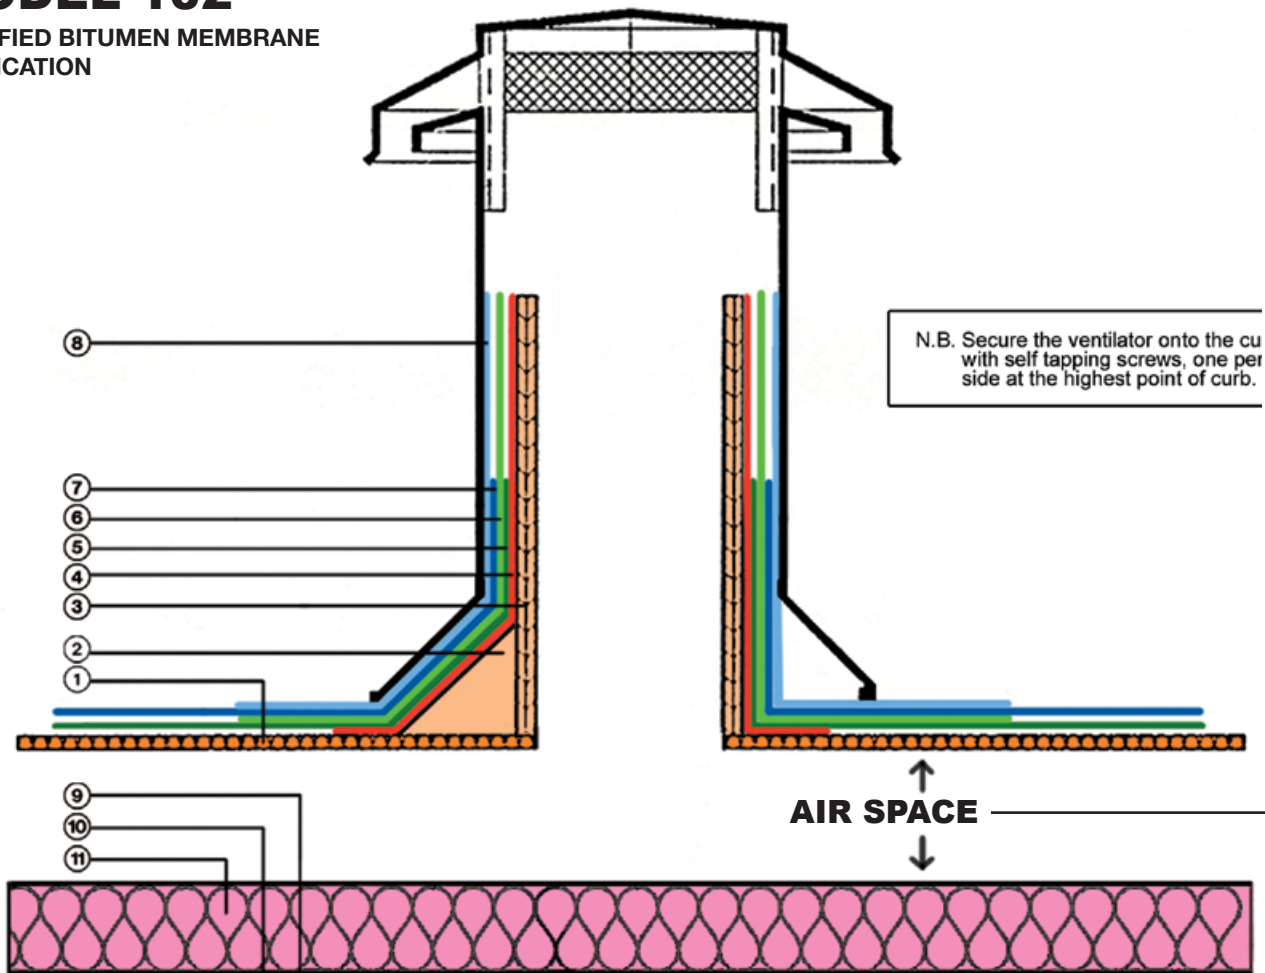 FIED BITUMEN MEMBRANE
ICATION
N.B. Secure the ventilator onto the cu
with self tapping screws, one per
side at the highest point of curb.
8
7
6
5
4
3
2
1
9
10
11
AIR SPACE